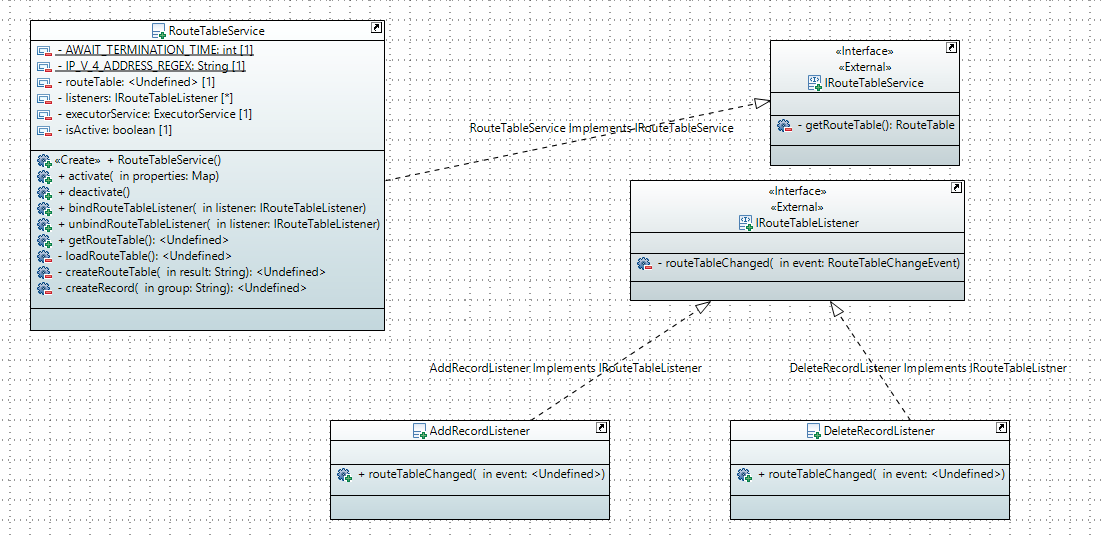 RouteTableService
- AWAIT_TERMINATION_TIME: int [1]
- IP_V_4_ADDRESS_REGEX: String [1]
- routeTable: <Undefined> [1]
- listeners: IRouteTableListener [*]
- executorService: ExecutorService [1]
- isActive: boolean [1]
«Create» + RouteTableService()
+ activate( in properties: Map)
+ deactivate()
+ bindRouteTableListener( in listener: IRouteTableListener)
+ unbindRouteTableListener( in listener: IRouteTableListener)
+ getRouteTable(): <Undefined>
- loadRouteTable(): <Undefined>
- createRouteTable( in result: String): <Undefined>
- createRecord( in group: String): <Undefined>
RouteTableService Implements IRouteTableService
«Interface»
«External»
IRouteTableService
- getRouteTable(): RouteTable
«Interface»
«External»
IRouteTableListener
- routeTableChanged( in event: RouteTableChangeEvent)
AddRecordListener Implements IRouteTableListener
DeleteRecordListener Implements IRouteTableListner
AddRecordListener
+ routeTableChanged( in event: <Undefined>)
DeleteRecordListener
+ routeTableChanged( in event: <Undefined>)